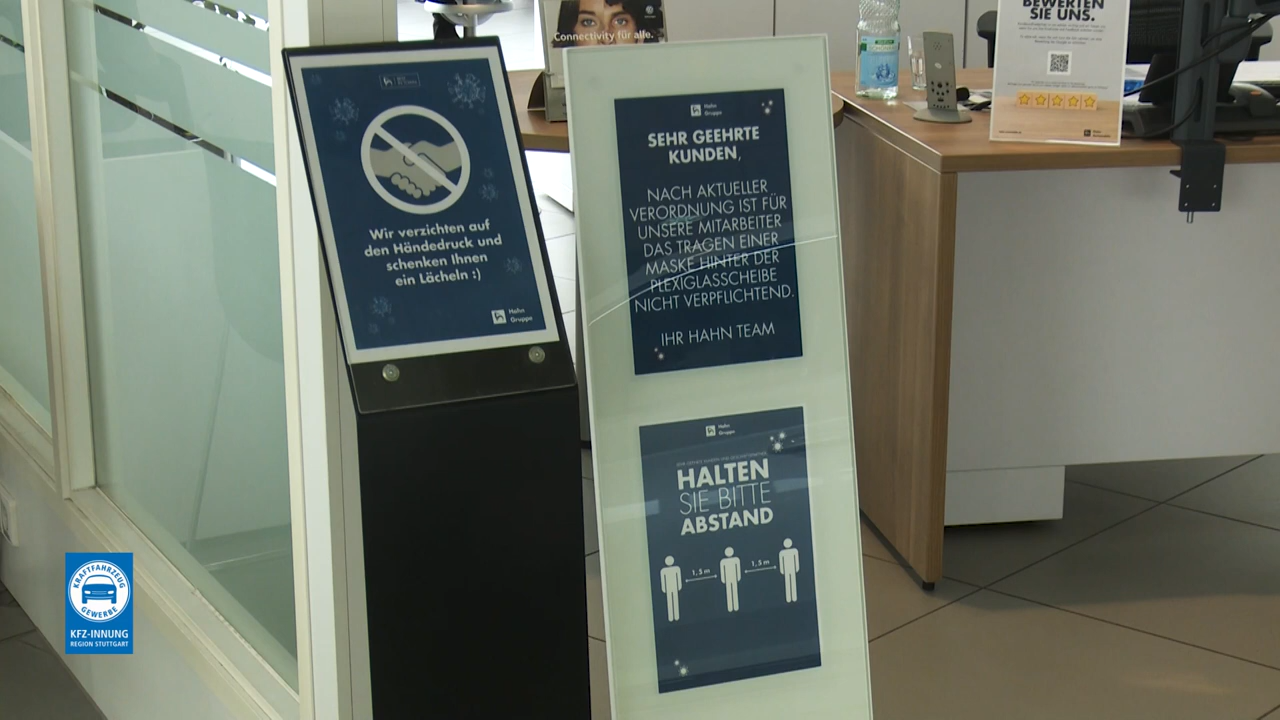 Connectivity für alle.
BEWERTEN
SIE UNS.
Wir verzichten auf
den Händedruck und
schenken Ihnen
ein Lächeln :)
Hahn
Gruppe
Hahn
Gruppe
SEHR GEEHRTE
KUNDEN,
NACH AKTUELLER
VERORDNUNG IST FÜR
UNSERE MITARBEITER
DAS TRAGEN EINER
MASKE HINTER DER
PLEXIGLASSCHEIBE
NICHT VERPFLICHTEND.
IHR HAHN TEAM
Hahn
Gruppe
HALTEN
SIE BITTE
ABSTAND
1,5 m
1,5 m
KRAFTFAHRZEUG
GEWERBE
KFZ-INNUNG
REGION STUTTGART